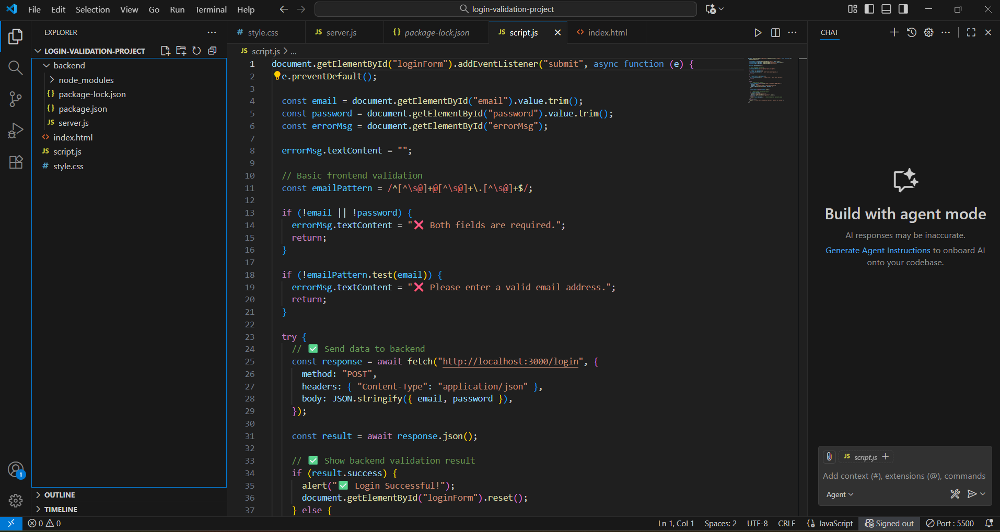 File Edit Selection View Go Run Terminal Help
login-validation-project
EXPLORER
LOGIN-VALIDATION-PROJECT
backend
node_modules
package-lock.json
package.json
server.js
index.html
script.js
style.css
OUTLINE
TIMELINE
style.css
server.js
package-lock.json
script.js
index.html
script.js > ...
1 document.getElementById("loginForm").addEventListener("submit", async function (e) {
2 e.preventDefault();
3
4 const email = document.getElementById("email").value.trim();
5 const password = document.getElementById("password").value.trim();
6 const errorMsg = document.getElementById("errorMsg");
7
8 errorMsg.textContent = "";
9
10 // Basic frontend validation
11 const emailPattern = /^[^\s@]+@[^\s@]+\.[^\s@]+$/;
12
13 if (!email || !password) {
14 errorMsg.textContent = "❌ Both fields are required.";
15 return;
16 }
17
18 if (!emailPattern.test(email)) {
19 errorMsg.textContent = "❌ Please enter a valid email address.";
20 return;
21 }
22
23 try {
24 // ✅ Send data to backend
25 const response = await fetch("http://localhost:3000/login", {
26 method: "POST",
27 headers: { "Content-Type": "application/json" },
28 body: JSON.stringify({ email, password }),
29 });
30
31 const result = await response.json();
32
33 // ✅ Show backend validation result
34 if (result.success) {
35 alert("✅ Login Successful!");
36 document.getElementById("loginForm").reset();
37 } else {
CHAT
Build with agent mode
AI responses may be inaccurate.
Generate Agent Instructions to onboard AI
onto your codebase.
JS script.js
Add context (#), extensions (@), commands
Agent
1
0 0
Ln 1, Col 1 Spaces: 2 UTF-8 CRLF {} JavaScript Signed out Port : 5500